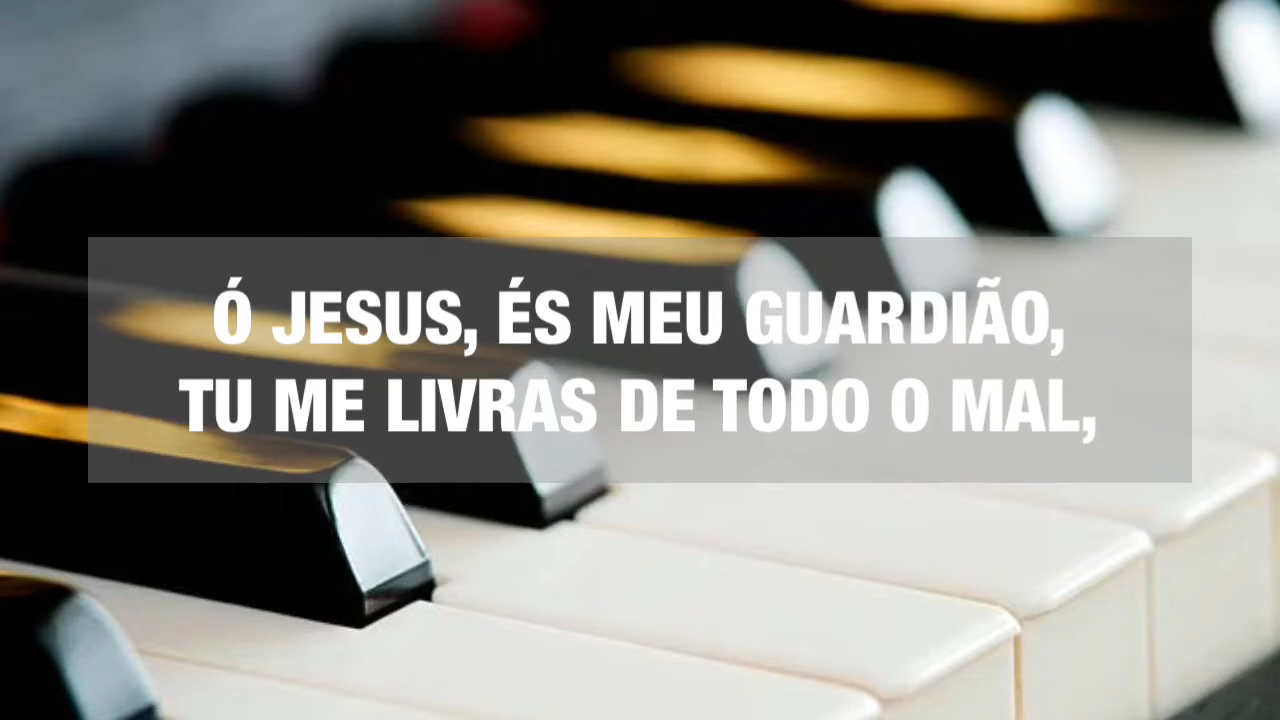 Ó JESUS, ÉS MEU GUARDIÃO,
TU ME LIVRAS DE TODO O MAL,